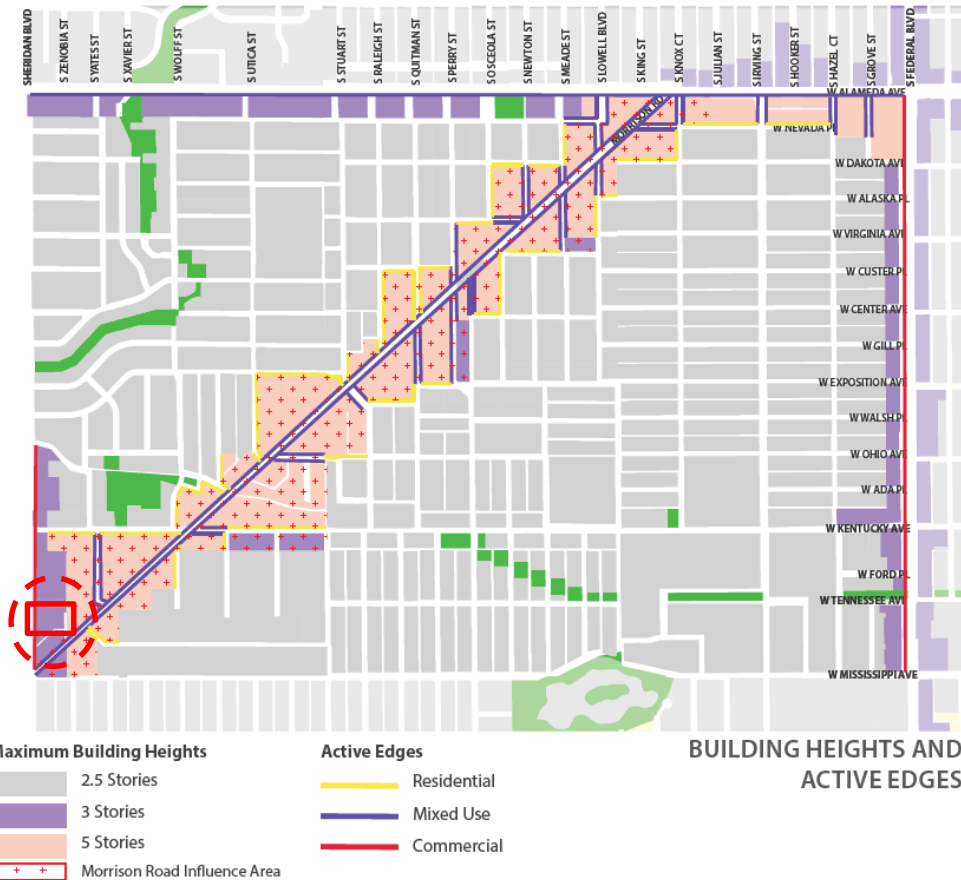 SHERIDAN BLVD
S ZENOBIA ST
S YATES ST
S XAVIER ST
S WOLFF ST
S UTICA ST
S STUART ST
S RALEIGH ST
S QUITMAN ST
S PERRY ST
S OSCEOLA ST
S NEWTON ST
S MEADE ST
S LOWELL BLVD
S KING ST
S KNOX CT
S JULIAN ST
S IRVING ST
S HOOKER ST
S HAZEL CT
S GROVE ST
S FEDERAL BLVD
W ALAMEDA AVE
MORRISON RD
W NEVADA PL
W DAKOTA AVE
W ALASKA PL
W VIRGINIA AVE
W CUSTER PL
W CENTER AVE
W GILL PL
W EXPOSITION AVE
W WALSH PL
W OHIO AVE
W ADA PL
W KENTUCKY AVE
W FORD PL
W TENNESSEE AVE
W MISSISSIPPI AVE
Maximum Building Heights
2.5 Stories
3 Stories
5 Stories
Morrison Road Influence Area
Active Edges
Residential
Mixed Use
Commercial
BUILDING HEIGHTS AND
ACTIVE EDGES